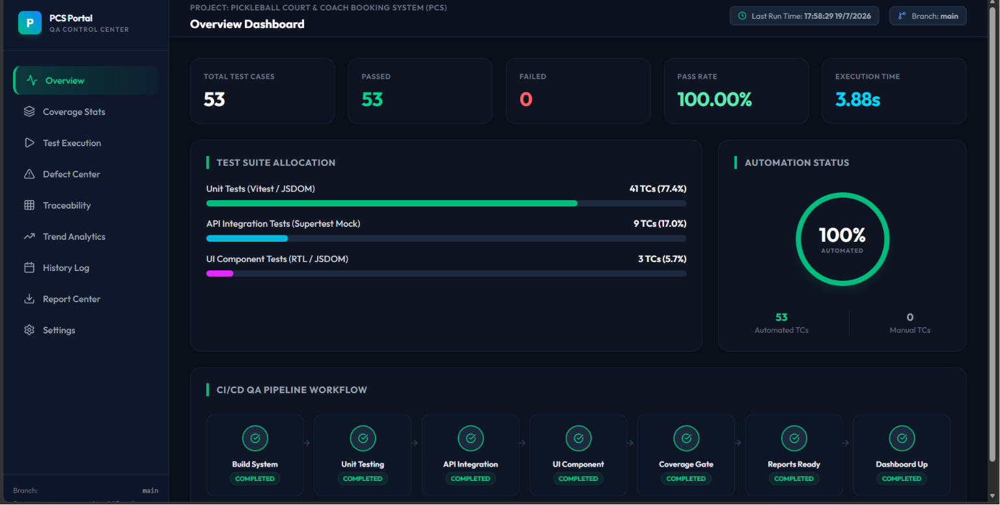 P
PCS Portal
QA CONTROL CENTER
Overview
Coverage Stats
Test Execution
Defect Center
Traceability
Trend Analytics
History Log
Report Center
Settings
Branch: main
PROJECT: PICKLEBALL COURT & COACH BOOKING SYSTEM (PCS)
Overview Dashboard
Last Run Time: 17:58:29 19/7/2026
Branch: main
TOTAL TEST CASES
53
PASSED
53
FAILED
0
PASS RATE
100.00%
EXECUTION TIME
3.88s
TEST SUITE ALLOCATION
Unit Tests (Vitest / JSDOM) 41 TCs (77.4%)
API Integration Tests (Supertest Mock) 9 TCs (17.0%)
UI Component Tests (RTL / JSDOM) 3 TCs (5.7%)
AUTOMATION STATUS
100%
AUTOMATED
53
Automated TCs
0
Manual TCs
CI/CD QA PIPELINE WORKFLOW
Build System
COMPLETED
Unit Testing
COMPLETED
API Integration
COMPLETED
UI Component
COMPLETED
Coverage Gate
COMPLETED
Reports Ready
COMPLETED
Dashboard Up
COMPLETED